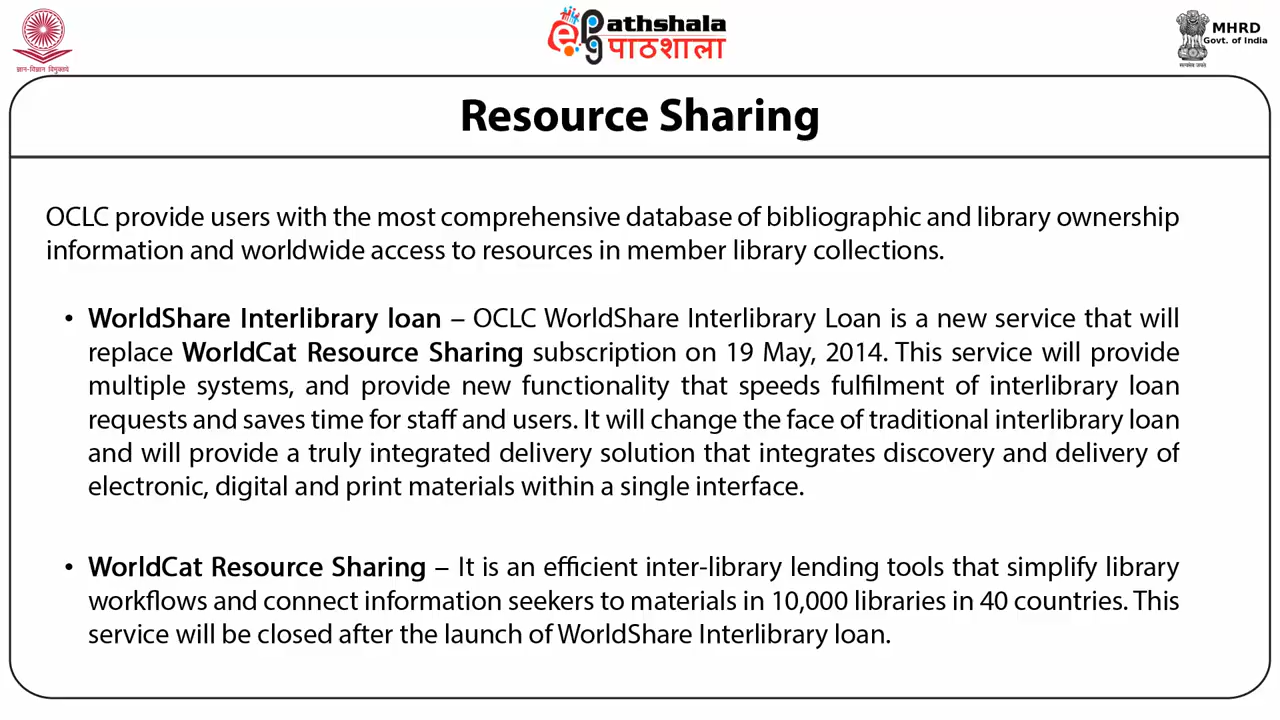 ज्ञान-विज्ञान विमुक्तये
epathshala
पाठशाला
MHRD
Govt. of India
सत्यमेव जयते
Resource Sharing
OCLC provide users with the most comprehensive database of bibliographic and library ownership
information and worldwide access to resources in member library collections.
• WorldShare Interlibrary loan – OCLC WorldShare Interlibrary Loan is a new service that will
replace WorldCat Resource Sharing subscription on 19 May, 2014. This service will provide
multiple systems, and provide new functionality that speeds fulfilment of interlibrary loan
requests and saves time for staff and users. It will change the face of traditional interlibrary loan
and will provide a truly integrated delivery solution that integrates discovery and delivery of
electronic, digital and print materials within a single interface.
• WorldCat Resource Sharing – It is an efficient inter-library lending tools that simplify library
workflows and connect information seekers to materials in 10,000 libraries in 40 countries. This
service will be closed after the launch of WorldShare Interlibrary loan.